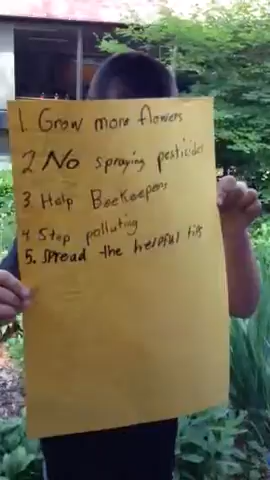 1. Grow more flowers
2. No spraying pesticides
3 Help Beekeepers
4. Stop polluting
5. Spread the helpful tips